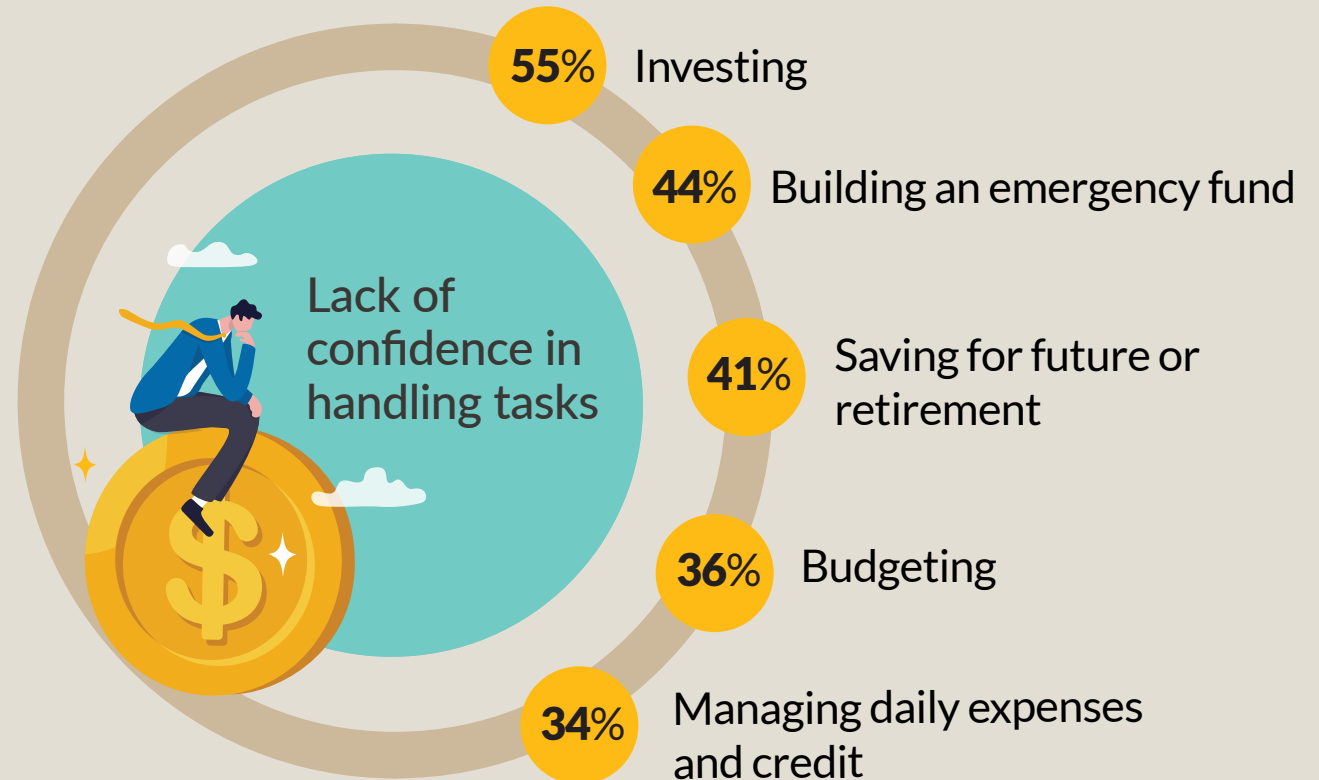 55% Investing
44% Building an emergency fund
Lack of
confidence in
handling tasks
41% Saving for future or
retirement
36% Budgeting
34% Managing daily expenses
and credit
$